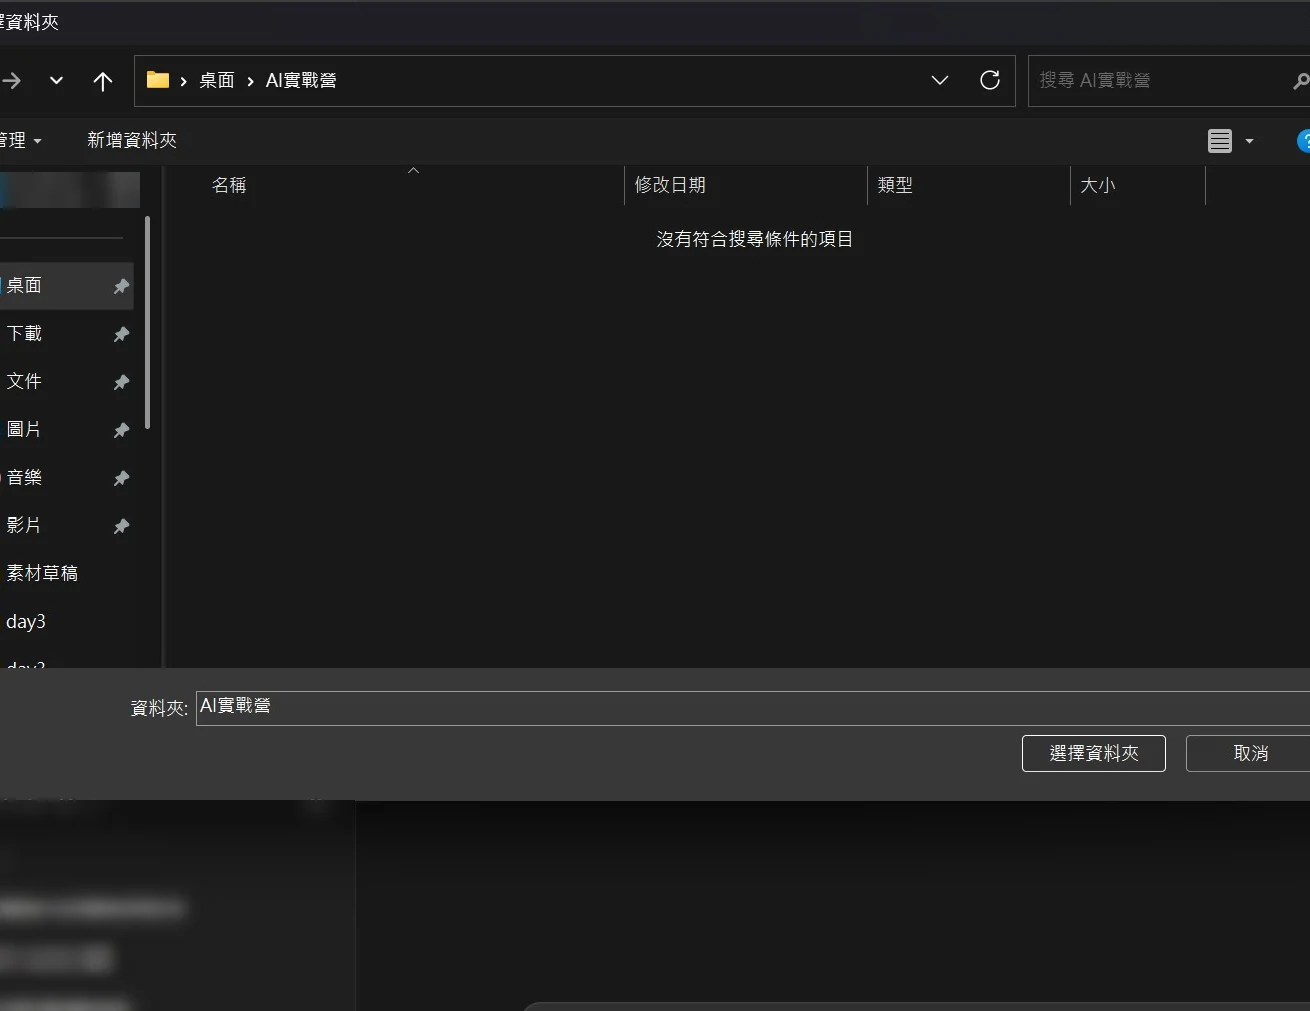 資料夾
桌面 › AI實戰營
搜尋 AI實戰營
管理
新增資料夾
名稱
修改日期
類型
大小
沒有符合搜尋條件的項目
桌面
下載
文件
圖片
音樂
影片
素材草稿
day3
資料夾:
AI實戰營
選擇資料夾
取消